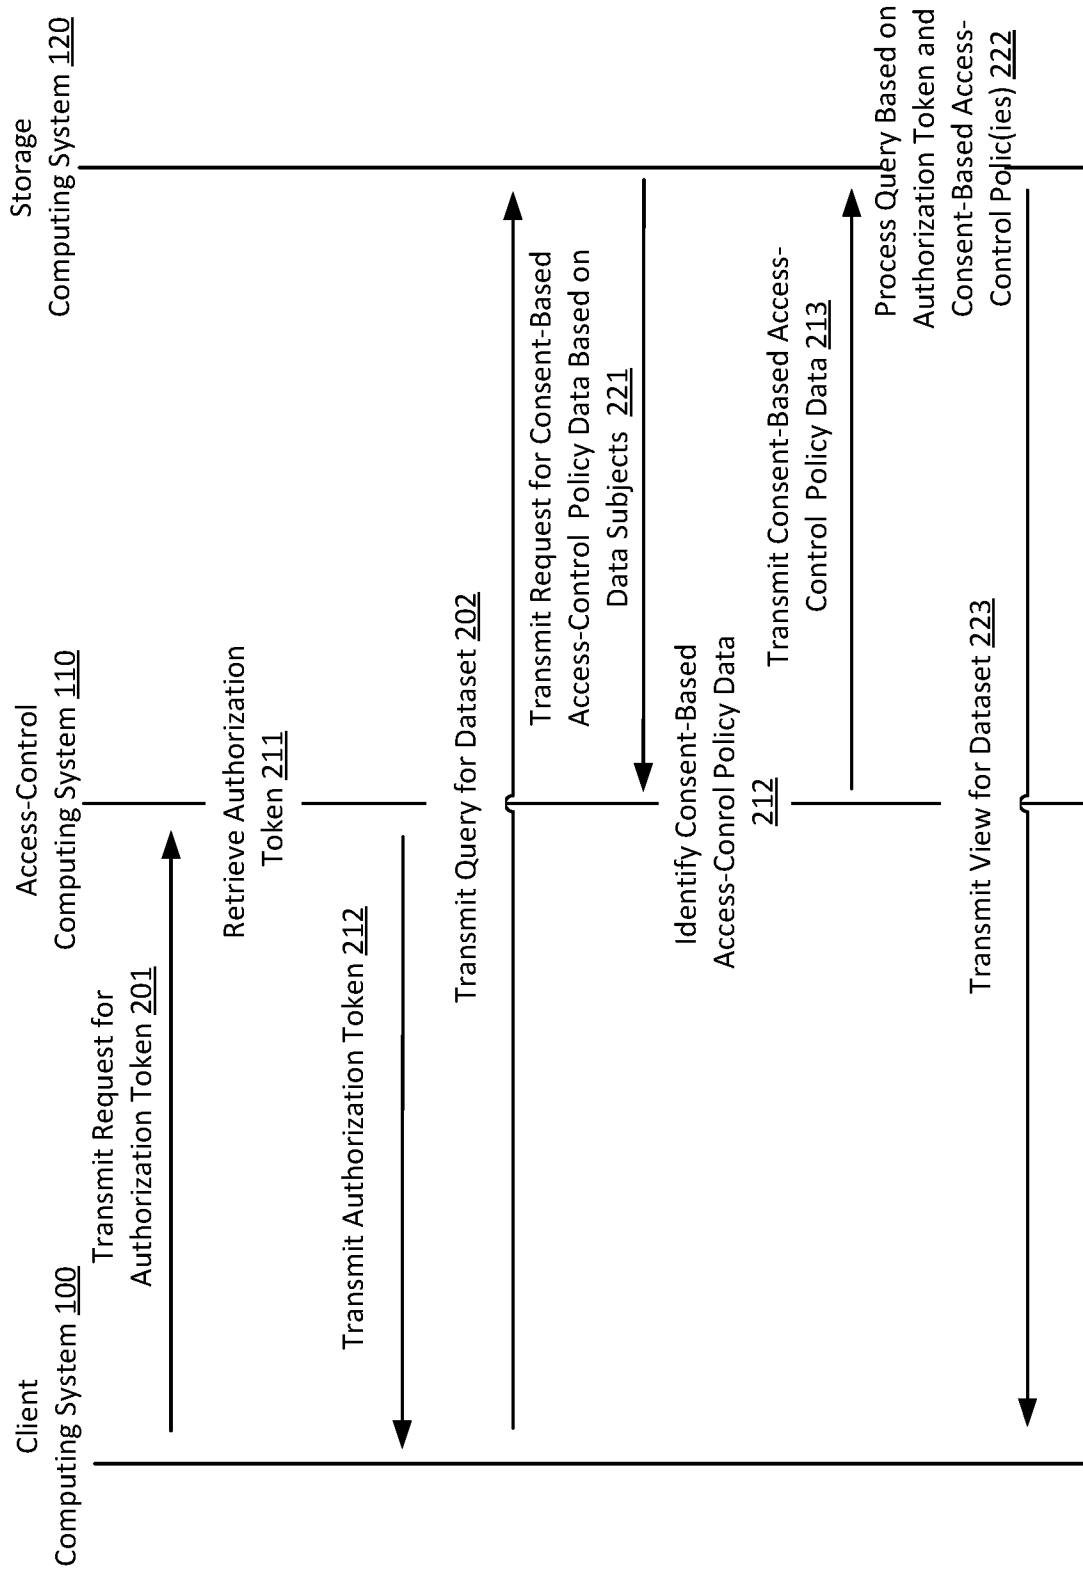 Client
Computing System 100
Access-Control
Computing System 110
Storage
Computing System 120
Transmit Request for
Authorization Token 201
Retrieve Authorization
Token 211
Transmit Authorization Token 212
Transmit Query for Dataset 202
Transmit Request for Consent-Based
Access-Control Policy Data Based on
Data Subjects 221
Identify Consent-Based
Access-Conrol Policy Data
212
Transmit Consent-Based Access-
Control Policy Data 213
Process Query Based on
Authorization Token and
Consent-Based Access-
Control Polic(ies) 222
Transmit View for Dataset 223